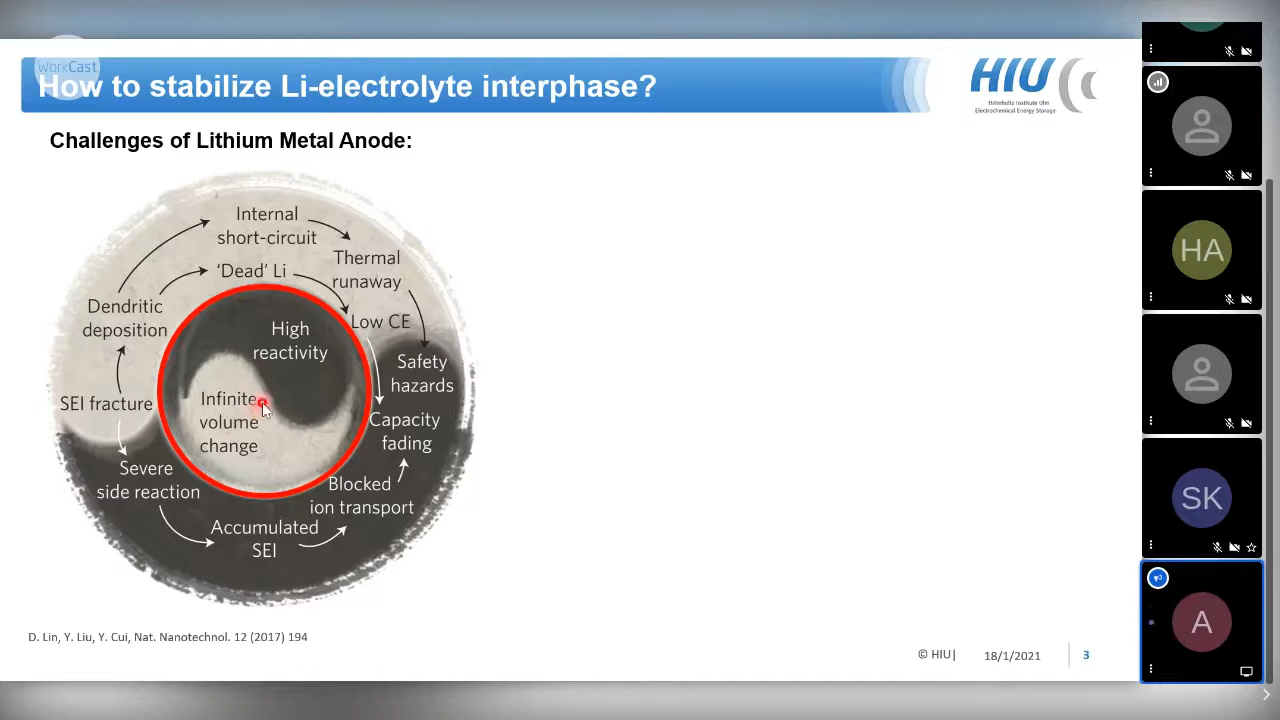 WorkCast
How to stabilize Li-electrolyte interphase?
HIU
Helmholtz Institute Ulm
Electrochemical Energy Storage
Challenges of Lithium Metal Anode:
Internal
short-circuit
Thermal
runaway
'Dead' Li
Dendritic
deposition
Low CE
High
reactivity
Safety
hazards
Infinite
volume
change
SEI fracture
Capacity
fading
Severe
side reaction
Blocked
ion transport
Accumulated
SEI
D. Lin, Y. Liu, Y. Cui, Nat. Nanotechnol. 12 (2017) 194
© HIU|
18/1/2021
3
HA
SK
A